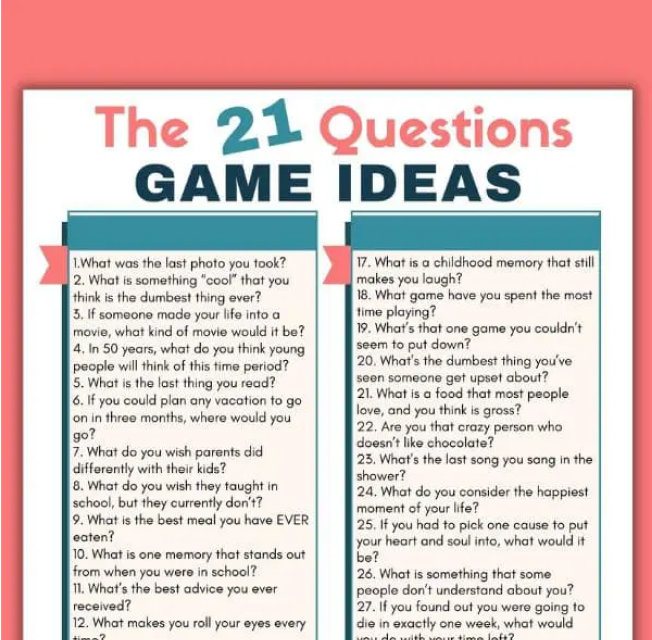 The 21 Questions
GAME IDEAS
1.What was the last photo you took?
2. What is something “cool” that you
think is the dumbest thing ever?
3. If someone made your life into a
movie, what kind of movie would it be?
4. In 50 years, what do you think young
people will think of this time period?
5. What is the last thing you read?
6. If you could plan any vacation to go
on in three months, where would you
go?
7. What do you wish parents did
differently with their kids?
8. What do you wish they taught in
school, but they currently don’t?
9. What is the best meal you have EVER
eaten?
10. What is one memory that stands out
from when you were in school?
11. What’s the best advice you ever
received?
12. What makes you roll your eyes every
time?
17. What is a childhood memory that still
makes you laugh?
18. What game have you spent the most
time playing?
19. What’s that one game you couldn’t
seem to put down?
20. What’s the dumbest thing you’ve
seen someone get upset about?
21. What is a food that most people
love, and you think is gross?
22. Are you that crazy person who
doesn’t like chocolate?
23. What’s the last song you sang in the
shower?
24. What do you consider the happiest
moment of your life?
25. If you had to pick one cause to put
your heart and soul into, what would it
be?
26. What is something that some
people don’t understand about you?
27. If you found out you were going to
die in exactly one week, what would
you do with your time left?